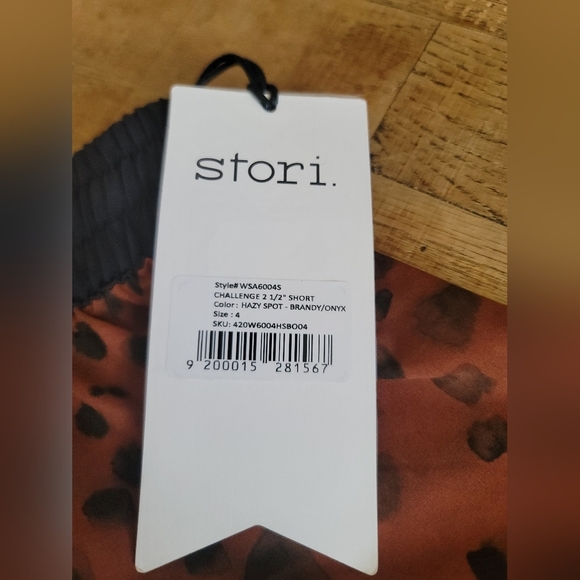 stori.
Style# WSA6004S
CHALLENGE 2 1/2" SHORT
Color : HAZY SPOT - BRANDY/ONYX
Size : 4
SKU: 420W6004HSBO04
9 200015 281567